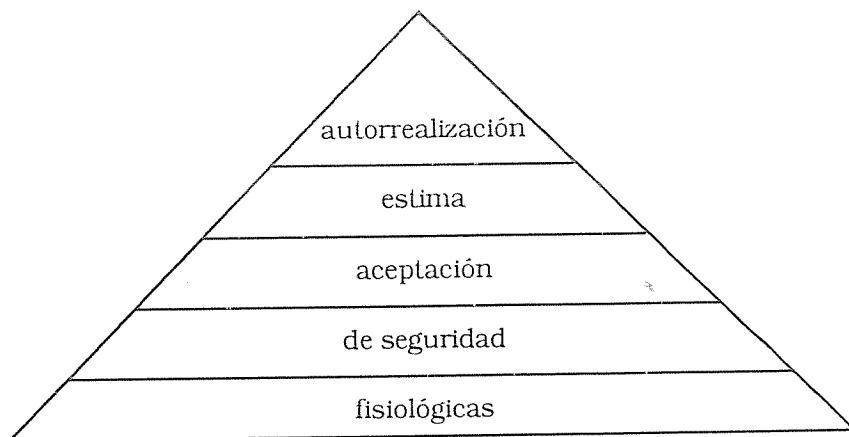 autorrealización
estima
aceptación
de seguridad
fisiológicas